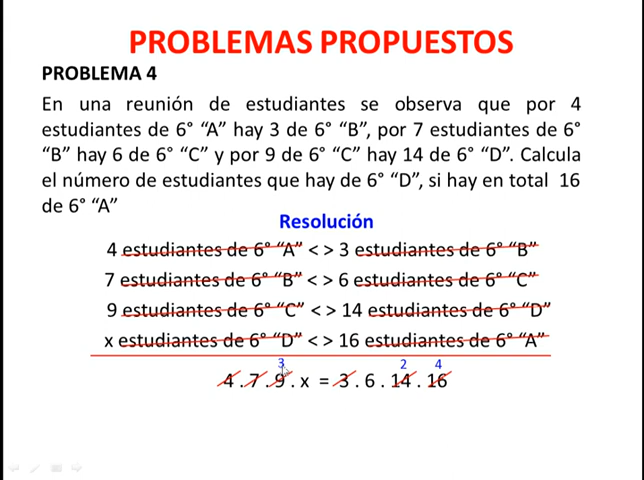 PROBLEMAS PROPUESTOS
PROBLEMA 4
En una reunión de estudiantes se observa que por 4
estudiantes de 6° “A” hay 3 de 6° “B”, por 7 estudiantes de 6°
“B” hay 6 de 6° “C” y por 9 de 6° “C” hay 14 de 6° “D”. Calcula
el número de estudiantes que hay de 6° “D”, si hay en total 16
de 6° “A”
Resolución
4 estudiantes de 6° “A” < > 3 estudiantes de 6° “B”
7 estudiantes de 6° “B” < > 6 estudiantes de 6° “C”
9 estudiantes de 6° “C” < > 14 estudiantes de 6° “D”
x estudiantes de 6° “D” < > 16 estudiantes de 6° “A”
3 2 4
4 . 7 . 9 . x = 3 . 6 . 14 . 16